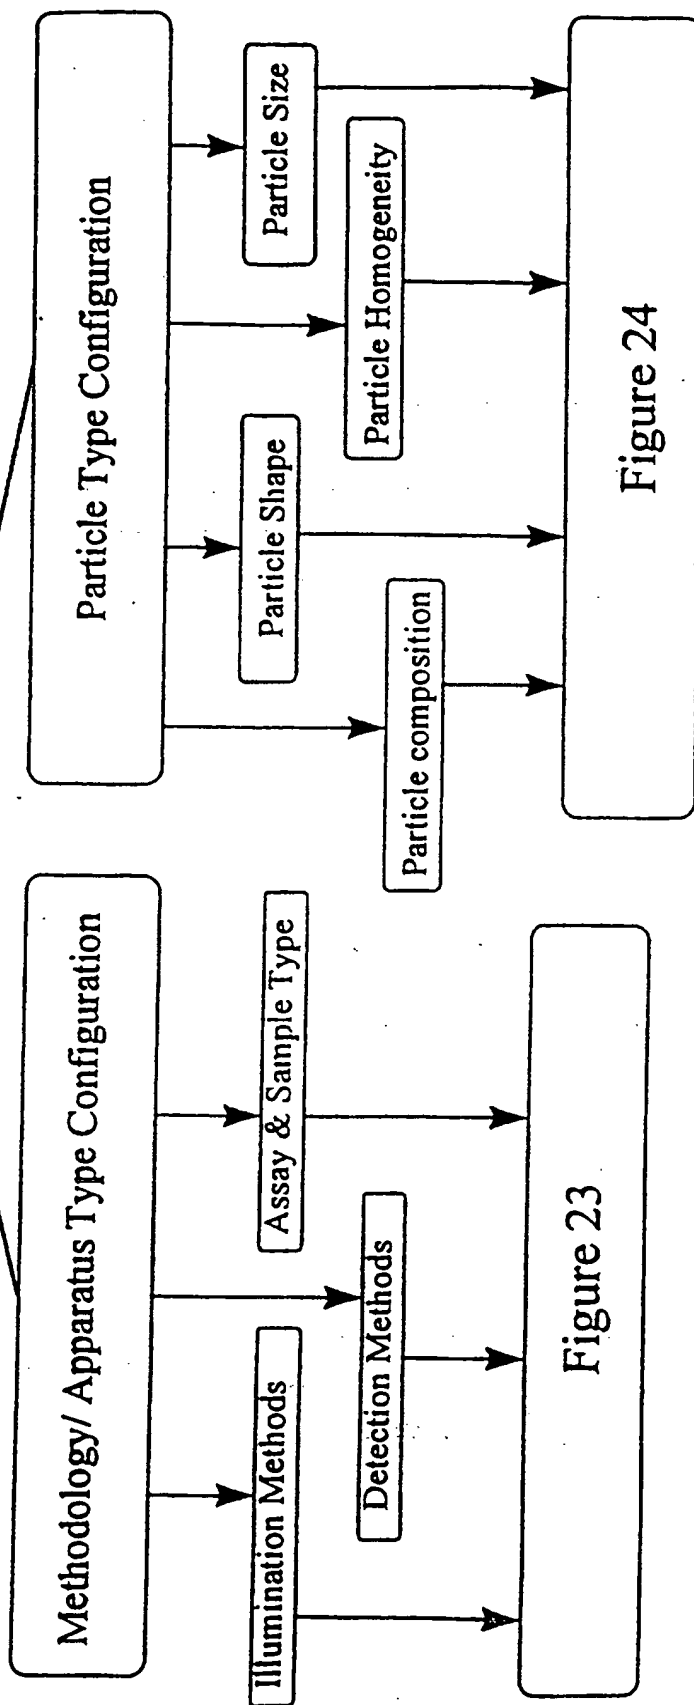 Methodology/ Apparatus Type Configuration
Illumination Methods
Detection Methods
Assay & Sample Type
Figure 23
Particle Type Configuration
Particle composition
Particle Shape
Particle Homogeneity
Particle Size
Figure 24